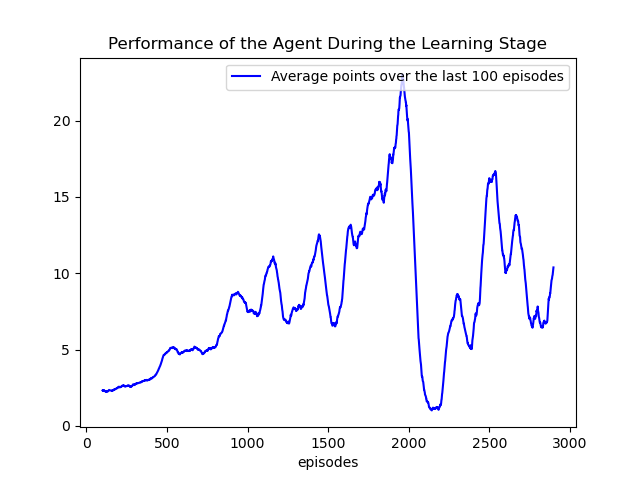 Performance of the Agent During the Learning Stage
Average points over the last 100 episodes
20
15
10
5
0
0 500 1000 1500 2000 2500 3000
episodes